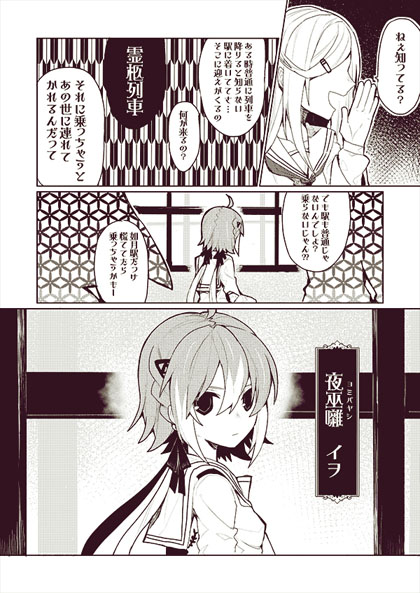 ねぇ知ってる?
ある時普通に列車を
降りると知らない
駅に着いてて…
そこに迎えがくるの
何が来るの?
霊柩列車
それに乗っちゃうと
あの世に連れて
かれるんだって
でも駅も普通じゃ
ないんでしょ?
乗らないじゃん??
如月駅だっけ
慌ててたら
乗っちゃうかもー
ヨミバヤシ
夜巫囃 イヲ